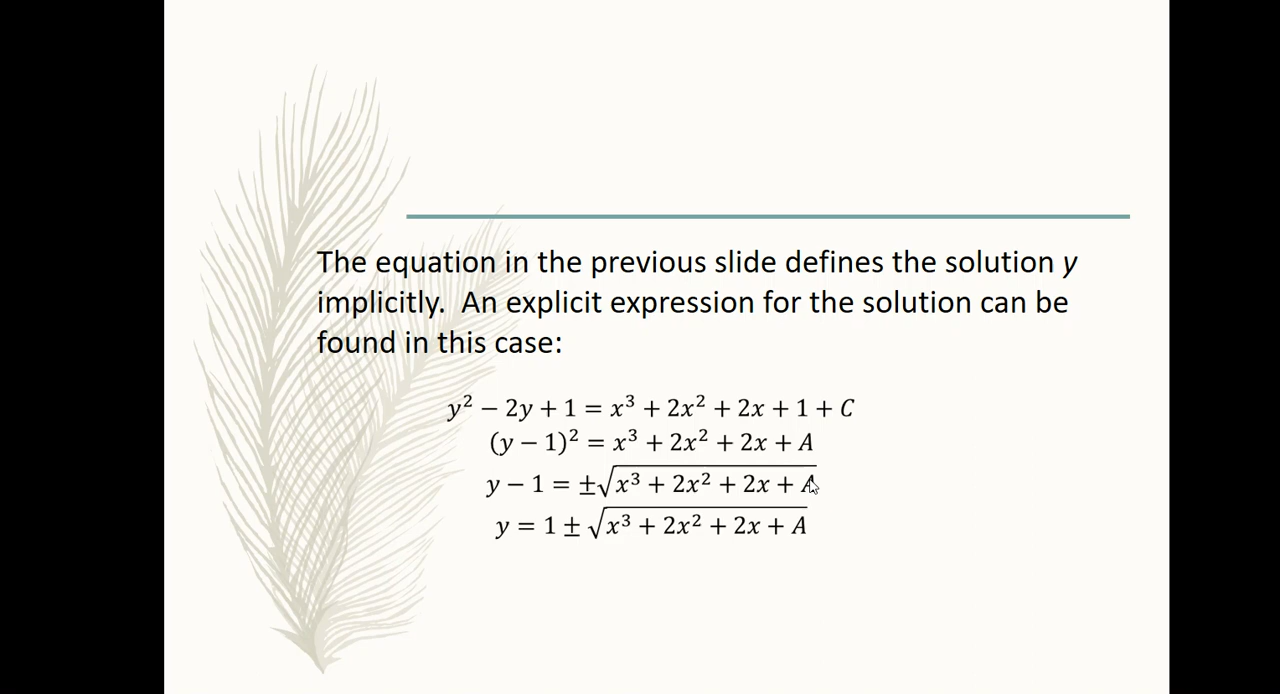 The equation in the previous slide defines the solution y
implicitly. An explicit expression for the solution can be
found in this case:
y² − 2y + 1 = x³ + 2x² + 2x + 1 + C
(y − 1)² = x³ + 2x² + 2x + A
y − 1 = ±√(x³ + 2x² + 2x + A)
y = 1 ± √(x³ + 2x² + 2x + A)